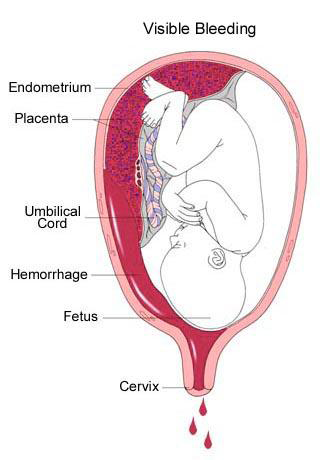 Visible Bleeding
Endometrium
Placenta
Umbilical
Cord
Hemorrhage
Fetus
Cervix